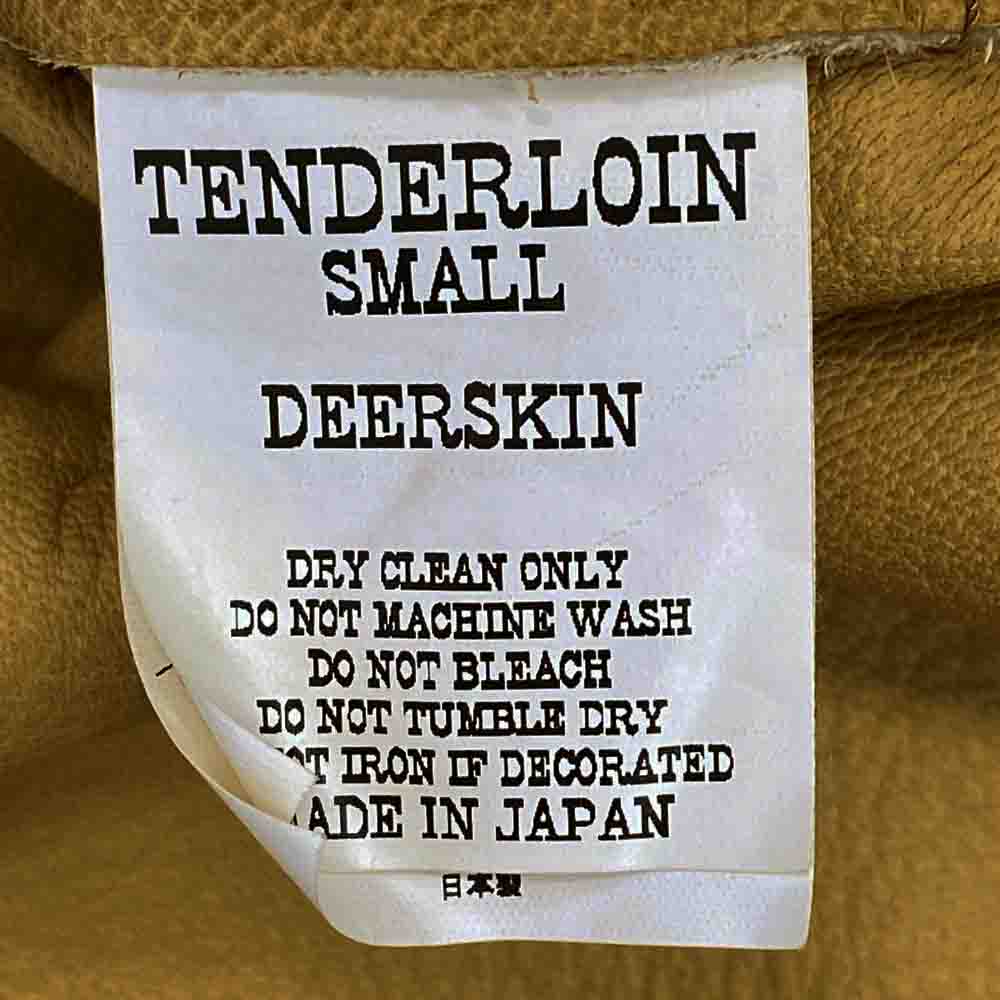 TENDERLOIN
SMALL
DEERSKIN
DRY CLEAN ONLY
DO NOT MACHINE WASH
DO NOT BLEACH
DO NOT TUMBLE DRY
IRON IF DECORATED
IN JAPAN
日本製